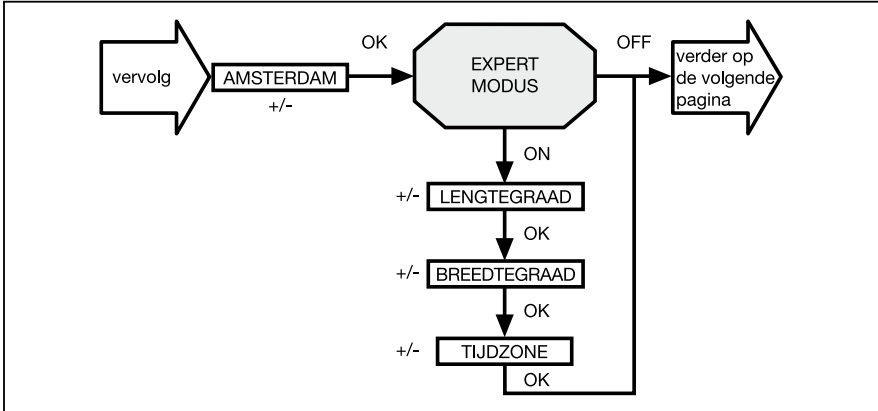 vervolg
AMSTERDAM
+/-
OK
EXPERT
MODUS
OFF
verder op
de volgende
pagina
ON
+/- LENGTEGRAAD
OK
+/- BREEDTEGRAAD
OK
+/- TIJDZONE
OK